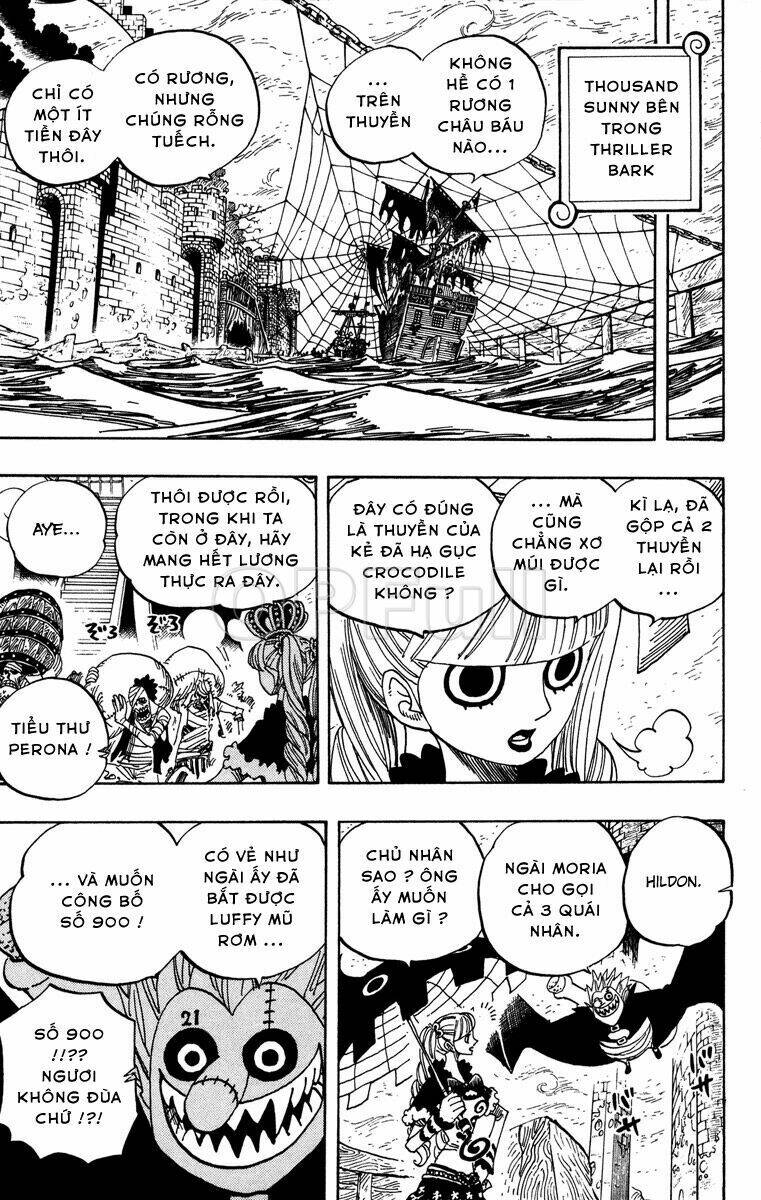 THOUSAND
SUNNY BÊN
TRONG
THRILLER
BARK
KHÔNG
HỀ CÓ 1
RƯƠNG
CHÂU BÁU
NÀO...
...
TRÊN
THUYỀN
CÓ RƯƠNG,
NHƯNG
CHÚNG RỖNG
TUẾCH.
CHỈ CÓ
MỘT ÍT
TIỀN ĐÂY
THÔI.
KÌ LẠ, ĐÃ
GỘP CẢ 2
THUYỀN
LẠI RỒI
...
... MÀ
CŨNG
CHẲNG XƠ
MÚI ĐƯỢC
GÌ.
ĐÂY CÓ ĐÚNG
LÀ THUYỀN CỦA
KẺ ĐÃ HẠ GỤC
CROCODILE
KHÔNG ?
THÔI ĐƯỢC RỒI,
TRONG KHI TA
CÒN Ở ĐÂY, HÃY
MANG HẾT LƯƠNG
THỰC RA ĐÂY.
AYE...
ぞろ
ぞろ
TIỂU THƯ
PERONA !
OPFull
HILDON.
NGÀI MORIA
CHO GỌI
CẢ 3 QUÁI
NHÂN.
CHỦ NHÂN
SAO ? ÔNG
ẤY MUỐN
LÀM GÌ ?
CÓ VẺ NHƯ
NGÀI ẤY ĐÃ
BẮT ĐƯỢC
LUFFY MŨ
RƠM ...
... VÀ MUỐN
CÔNG BỐ
SỐ 900 !
21
SỐ 900
!!??
NGƯƠI
KHÔNG ĐÙA
CHỨ !?!